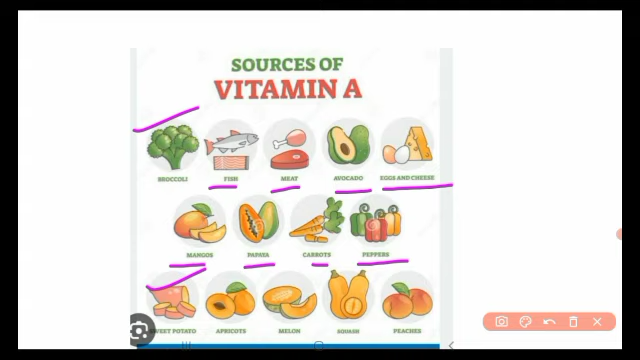 SOURCES OF
VITAMIN A
BROCCOLI FISH MEAT AVOCADO EGGS AND CHEESE
MANGOS PAPAYA CARROTS PEPPERS
SWEET POTATO APRICOTS MELON SQUASH PEACHES